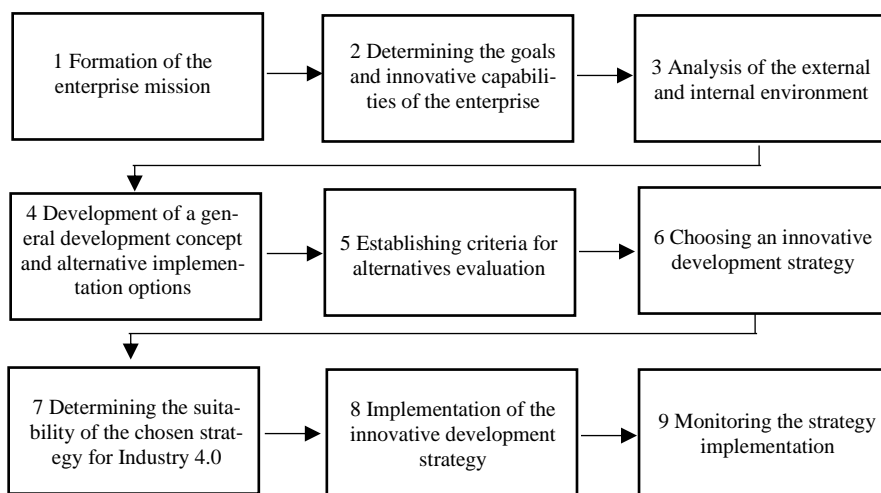 1 Formation of the
enterprise mission
2 Determining the goals
and innovative capabili-
ties of the enterprise
3 Analysis of the external
and internal environment
4 Development of a gen-
eral development concept
and alternative implemen-
tation options
5 Establishing criteria for
alternatives evaluation
6 Choosing an innovative
development strategy
7 Determining the suita-
bility of the chosen strat-
egy for Industry 4.0
8 Implementation of the
innovative development
strategy
9 Monitoring the strategy
implementation